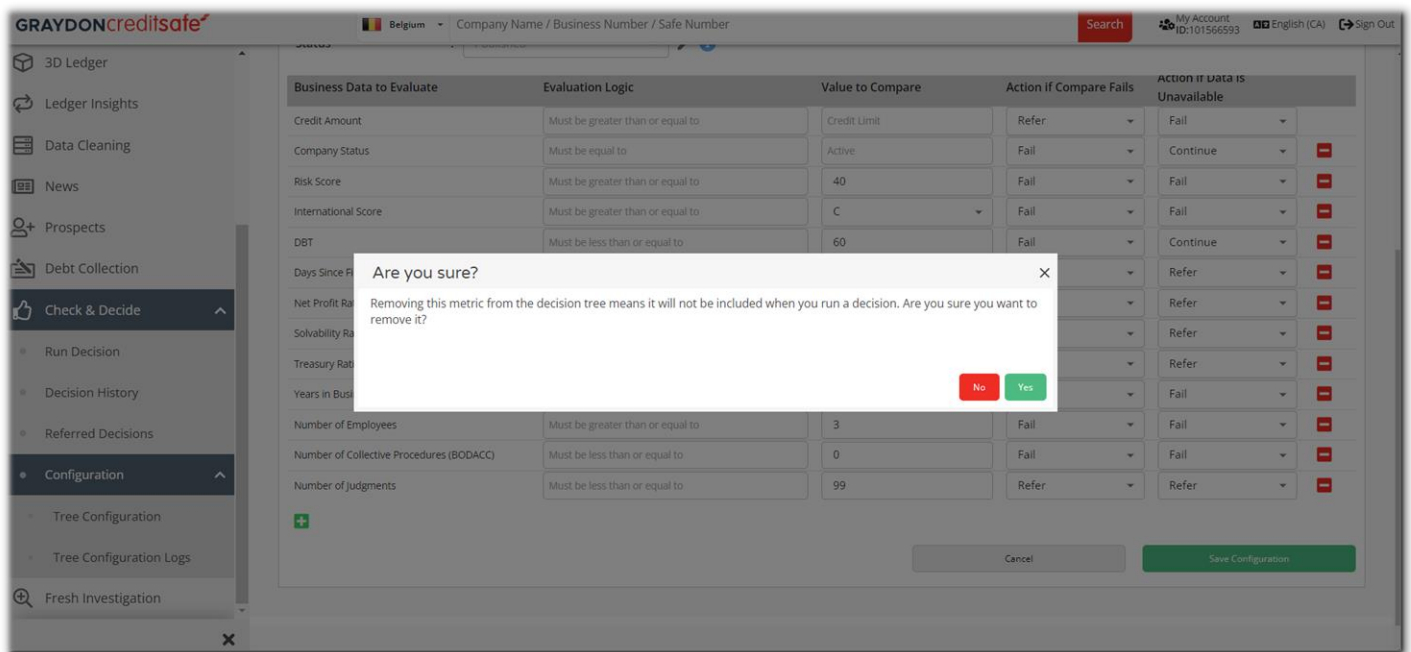 GRAYDONcreditsafe
Belgium
Company Name / Business Number / Safe Number
Search
My Account
ID:101566593
English (CA)
Sign Out
3D Ledger
Ledger Insights
Data Cleaning
News
Prospects
Debt Collection
Check & Decide
Run Decision
Decision History
Referred Decisions
Configuration
Tree Configuration
Tree Configuration Logs
Fresh Investigation
Status : Published
Business Data to Evaluate Evaluation Logic Value to Compare Action if Compare Fails Action if Data is Unavailable
Credit Amount Must be greater than or equal to Credit Limit Refer Fail
Company Status Must be equal to Active Fail Continue
Risk Score Must be greater than or equal to 40 Fail Fail
International Score Must be greater than or equal to C Fail Fail
DBT Must be less than or equal to 60 Fail Continue
Days Since Refer
Net Profit Refer
Solvability Refer
Treasury Refer
Years in Fail
Are you sure?
Removing this metric from the decision tree means it will not be included when you run a decision. Are you sure you want to
remove it?
No Yes
Number of Employees Must be greater than or equal to 3 Fail Fail
Number of Collective Procedures (BODACC) Must be less than or equal to 0 Fail Fail
Number of Judgments Must be less than or equal to 99 Refer Refer
Cancel Save Configuration